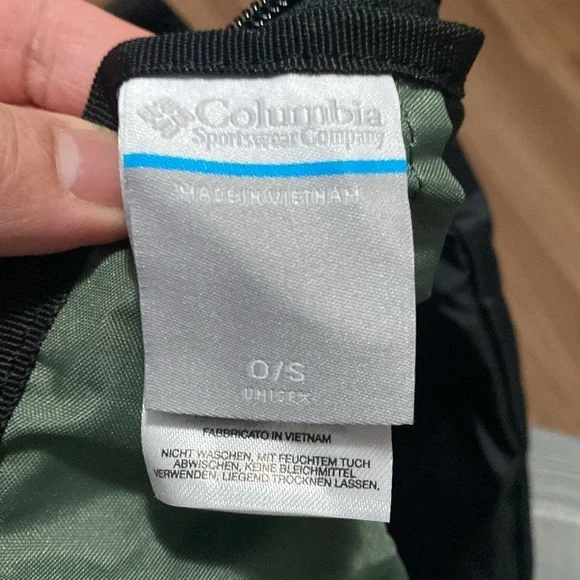 Columbia
Sportswear Company
MADE IN VIETNAM
O/S
UNISEX
FABBRICATO IN VIETNAM
NICHT WASCHEN, MIT FEUCHTEM TUCH
ABWISCHEN, KEINE BLEICHMITTEL
VERWENDEN, LIEGEND TROCKNEN LASSEN,